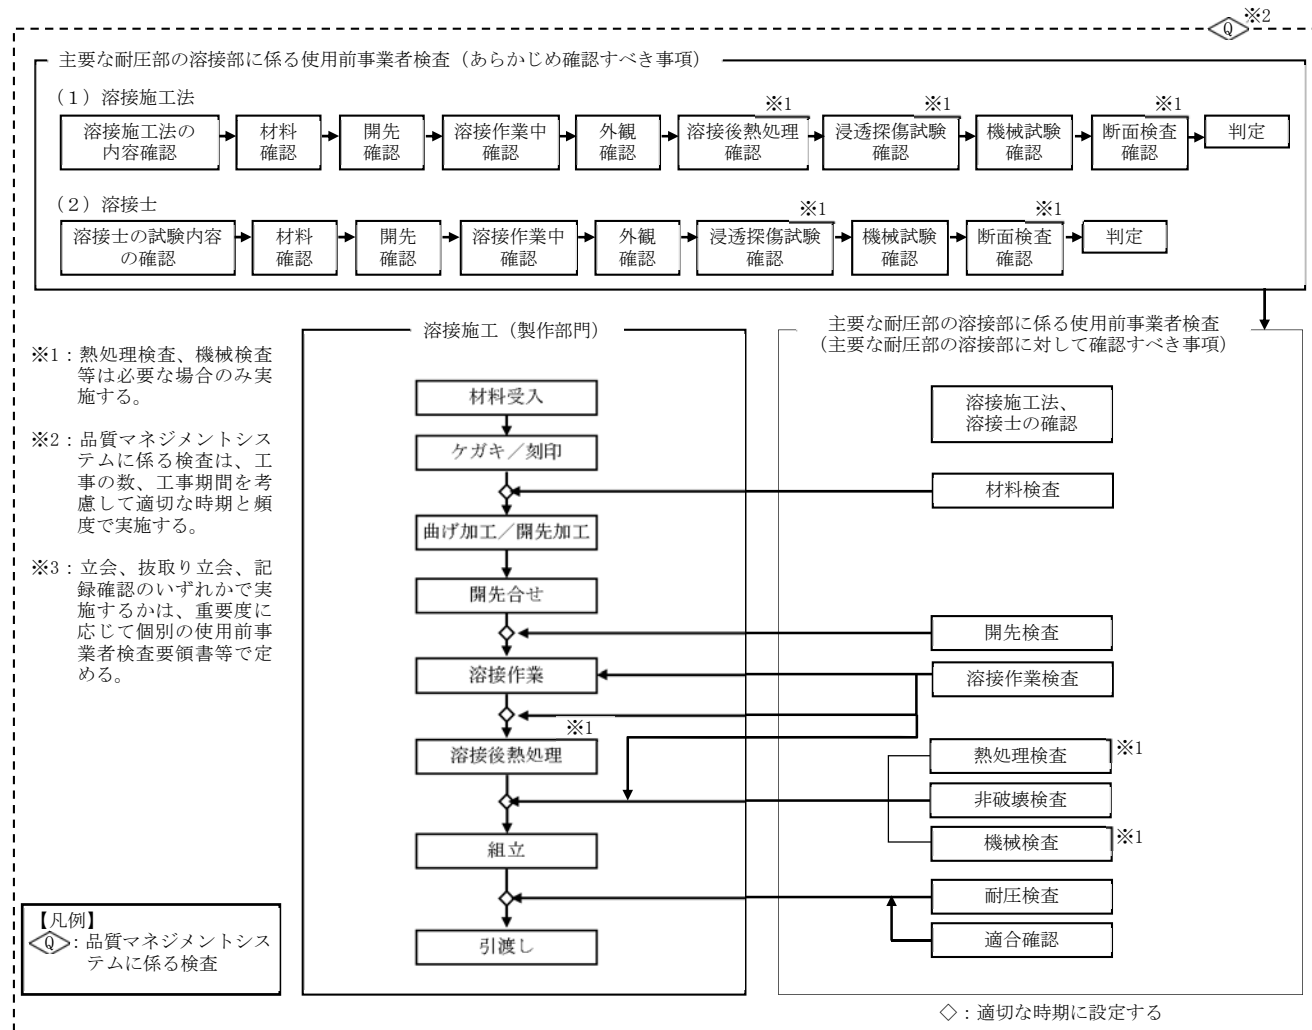 ※2
Q
主要な耐圧部の溶接部に係る使用前事業者検査（あらかじめ確認すべき事項）
（１）溶接施工法
※1
※1
※1
溶接施工法の
内容確認
材料
確認
開先
確認
溶接作業中
確認
外観
確認
溶接後熱処理
確認
浸透探傷試験
確認
機械試験
確認
断面検査
確認
判定
（２）溶接士
※1
※1
溶接士の試験内容
の確認
材料
確認
開先
確認
溶接作業中
確認
外観
確認
浸透探傷試験
確認
機械試験
確認
断面検査
確認
判定
※1：熱処理検査、機械検査
等は必要な場合のみ実
施する。
※2：品質マネジメントシス
テムに係る検査は、工
事の数、工事期間を考
慮して適切な時期と頻
度で実施する。
※3：立会、抜取り立会、記
録確認のいずれかで実
施するかは、重要度に
応じて個別の使用前事
業者検査要領書等で定
める。
【凡例】
Q：品質マネジメントシス
テムに係る検査
溶接施工（製作部門）
材料受入
ケガキ／刻印
曲げ加工／開先加工
開先合せ
溶接作業
※1
溶接後熱処理
組立
引渡し
主要な耐圧部の溶接部に係る使用前事業者検査
（主要な耐圧部の溶接部に対して確認すべき事項）
溶接施工法、
溶接士の確認
材料検査
開先検査
溶接作業検査
熱処理検査
※1
非破壊検査
機械検査
※1
耐圧検査
適合確認
◇：適切な時期に設定する